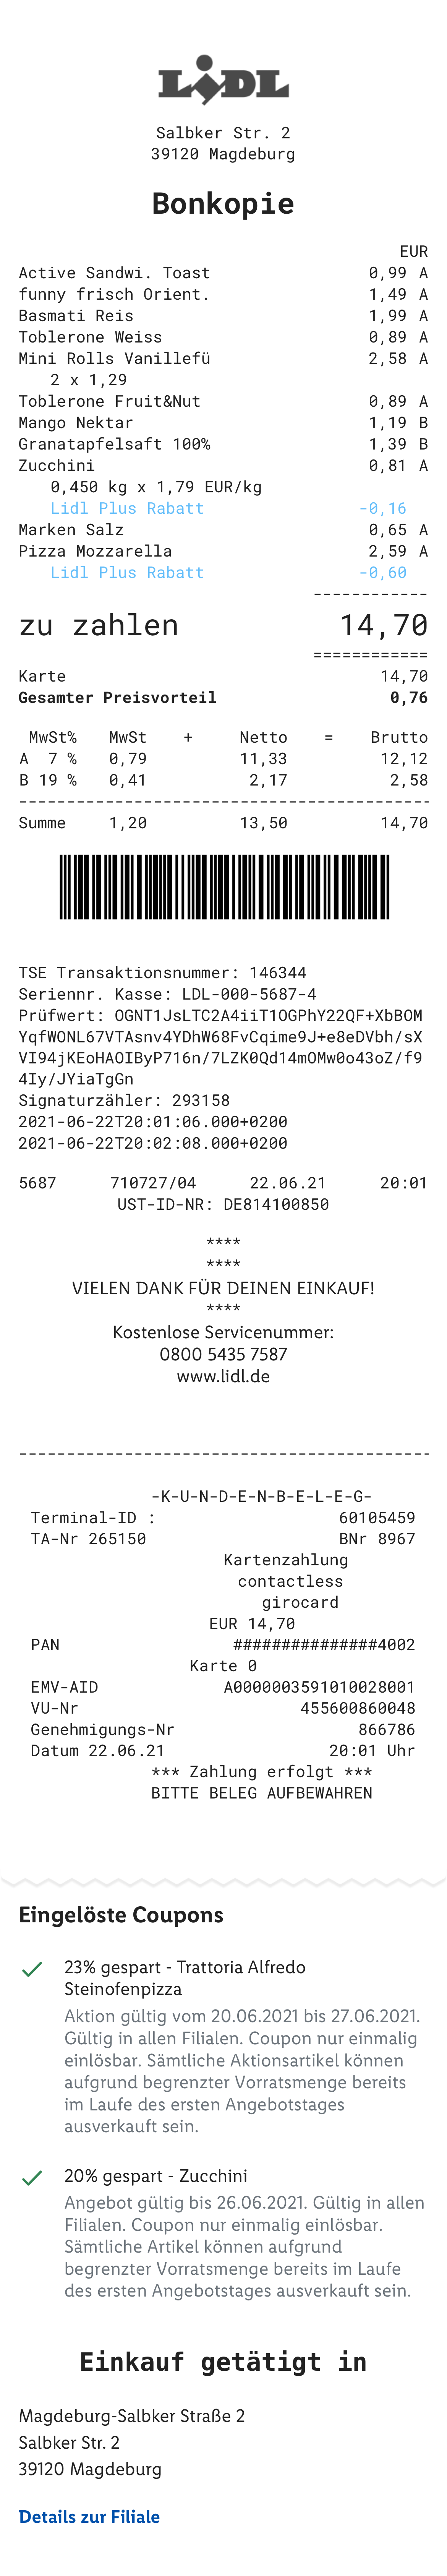 LIDL
Salbker Str. 2
39120 Magdeburg
Bonkopie
EUR
Active Sandwi. Toast 0,99 A
funny frisch Orient. 1,49 A
Basmati Reis 1,99 A
Toblerone Weiss 0,89 A
Mini Rolls Vanillefü 2,58 A
2 x 1,29
Toblerone Fruit&Nut 0,89 A
Mango Nektar 1,19 B
Granatapfelsaft 100% 1,39 B
Zucchini 0,81 A
0,450 kg x 1,79 EUR/kg
Lidl Plus Rabatt -0,16
Marken Salz 0,65 A
Pizza Mozzarella 2,59 A
Lidl Plus Rabatt -0,60
------------
zu zahlen 14,70
============
Karte 14,70
Gesamter Preisvorteil 0,76
MwSt% MwSt + Netto = Brutto
A 7 % 0,79 11,33 12,12
B 19 % 0,41 2,17 2,58
-------------------------------------------
Summe 1,20 13,50 14,70
TSE Transaktionsnummer: 146344
Seriennr. Kasse: LDL-000-5687-4
Prüfwert: OGNT1JsLTC2A4iiT1OGPhY22QF+XbBOM
YqfWONL67VTAsnv4YDhW68FvCqime9J+e8eDVbh/sX
VI94jKEoHAOIByP716n/7LZK0Qd14mOMw0o43oZ/f9
4Iy/JYiaTgGn
Signaturzähler: 293158
2021-06-22T20:01:06.000+0200
2021-06-22T20:02:08.000+0200
5687 710727/04 22.06.21 20:01
UST-ID-NR: DE814100850
****
****
VIELEN DANK FÜR DEINEN EINKAUF!
****
Kostenlose Servicenummer:
0800 5435 7587
www.lidl.de
-------------------------------------------
-K-U-N-D-E-N-B-E-L-E-G-
Terminal-ID : 60105459
TA-Nr 265150 BNr 8967
Kartenzahlung
contactless
girocard
EUR 14,70
PAN ###############4002
Karte 0
EMV-AID A0000003591010028001
VU-Nr 455600860048
Genehmigungs-Nr 866786
Datum 22.06.21 20:01 Uhr
*** Zahlung erfolgt ***
BITTE BELEG AUFBEWAHREN
Eingelöste Coupons
23% gespart - Trattoria Alfredo
Steinofenpizza
Aktion gültig vom 20.06.2021 bis 27.06.2021.
Gültig in allen Filialen. Coupon nur einmalig
einlösbar. Sämtliche Aktionsartikel können
aufgrund begrenzter Vorratsmenge bereits
im Laufe des ersten Angebotstages
ausverkauft sein.
20% gespart - Zucchini
Angebot gültig bis 26.06.2021. Gültig in allen
Filialen. Coupon nur einmalig einlösbar.
Sämtliche Artikel können aufgrund
begrenzter Vorratsmenge bereits im Laufe
des ersten Angebotstages ausverkauft sein.
Einkauf getätigt in
Magdeburg-Salbker Straße 2
Salbker Str. 2
39120 Magdeburg
Details zur Filiale